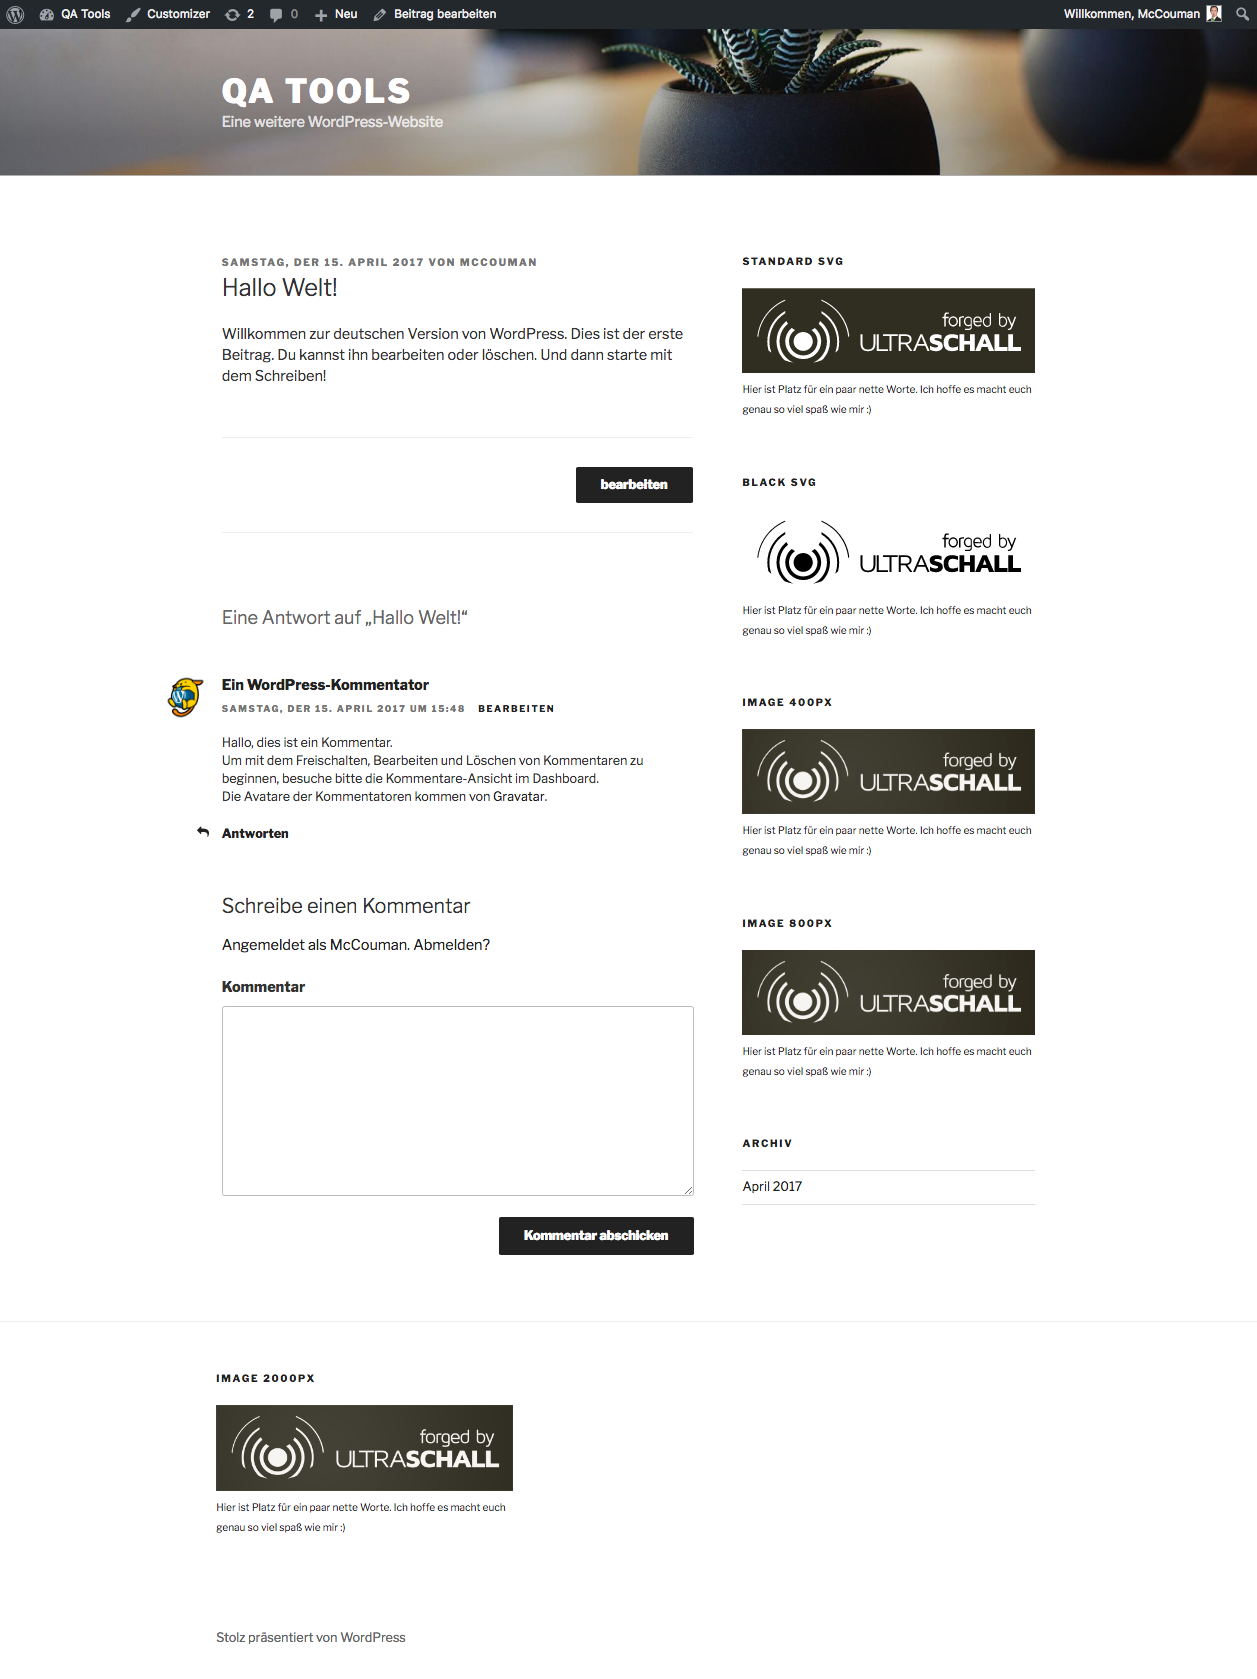 QA Tools Customizer 2 0 Neu Beitrag bearbeiten Willkommen, McCouman
QA TOOLS
Eine weitere WordPress-Website
SAMSTAG, DER 15. APRIL 2017 VON MCCOUMAN
Hallo Welt!
Willkommen zur deutschen Version von WordPress. Dies ist der erste
Beitrag. Du kannst ihn bearbeiten oder löschen. Und dann starte mit
dem Schreiben!
bearbeiten
Eine Antwort auf „Hallo Welt!“
Ein WordPress-Kommentator
SAMSTAG, DER 15. APRIL 2017 UM 15:48 BEARBEITEN
Hallo, dies ist ein Kommentar.
Um mit dem Freischalten, Bearbeiten und Löschen von Kommentaren zu
beginnen, besuche bitte die Kommentare-Ansicht im Dashboard.
Die Avatare der Kommentatoren kommen von Gravatar.
Antworten
Schreibe einen Kommentar
Angemeldet als McCouman. Abmelden?
Kommentar
Kommentar abschicken
STANDARD SVG
forged by
ULTRASCHALL
Hier ist Platz für ein paar nette Worte. Ich hoffe es macht euch
genau so viel spaß wie mir :)
BLACK SVG
forged by
ULTRASCHALL
Hier ist Platz für ein paar nette Worte. Ich hoffe es macht euch
genau so viel spaß wie mir :)
IMAGE 400PX
forged by
ULTRASCHALL
Hier ist Platz für ein paar nette Worte. Ich hoffe es macht euch
genau so viel spaß wie mir :)
IMAGE 800PX
forged by
ULTRASCHALL
Hier ist Platz für ein paar nette Worte. Ich hoffe es macht euch
genau so viel spaß wie mir :)
ARCHIV
April 2017
IMAGE 2000PX
forged by
ULTRASCHALL
Hier ist Platz für ein paar nette Worte. Ich hoffe es macht euch
genau so viel spaß wie mir :)
Stolz präsentiert von WordPress